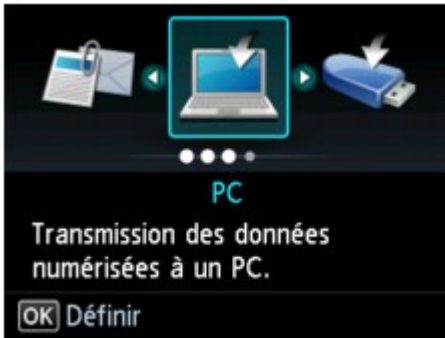 PC
Transmission des données
numérisées à un PC.
OK Définir